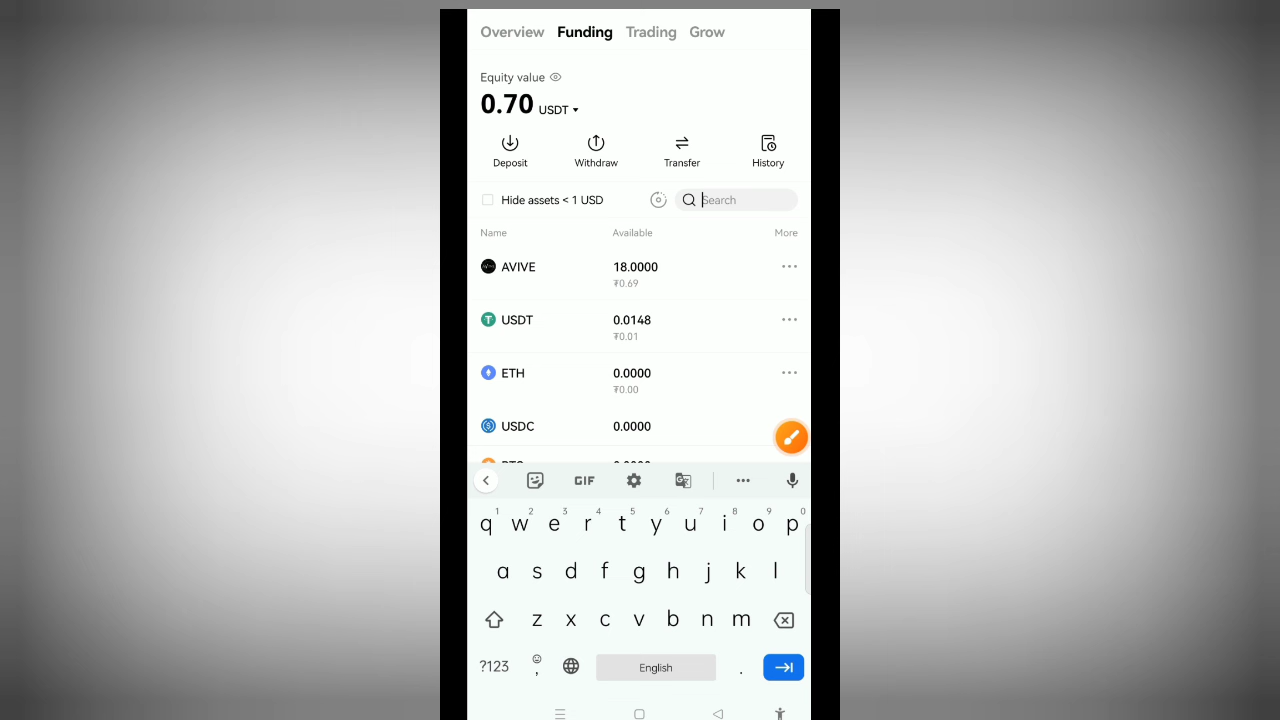 Overview Funding Trading Grow
Equity value
0.70 USDT
Deposit Withdraw Transfer History
Hide assets < 1 USD Search
Name Available More
AVIVE 18.0000
₮0.69
USDT 0.0148
₮0.01
ETH 0.0000
₮0.00
USDC 0.0000
GIF
1 2 3 4 5 6 7 8 9 0
q w e r t y u i o p
a s d f g h j k l
z x c v b n m
?123 , English .